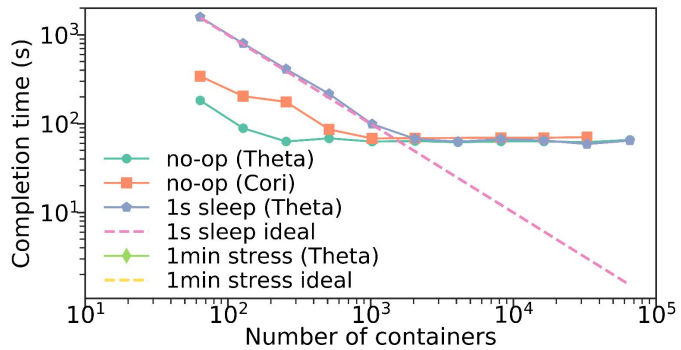 Completion time (s)
10³
10²
10¹
no-op (Theta)
no-op (Cori)
1s sleep (Theta)
1s sleep ideal
1min stress (Theta)
1min stress ideal
10¹ 10² 10³ 10⁴ 10⁵
Number of containers